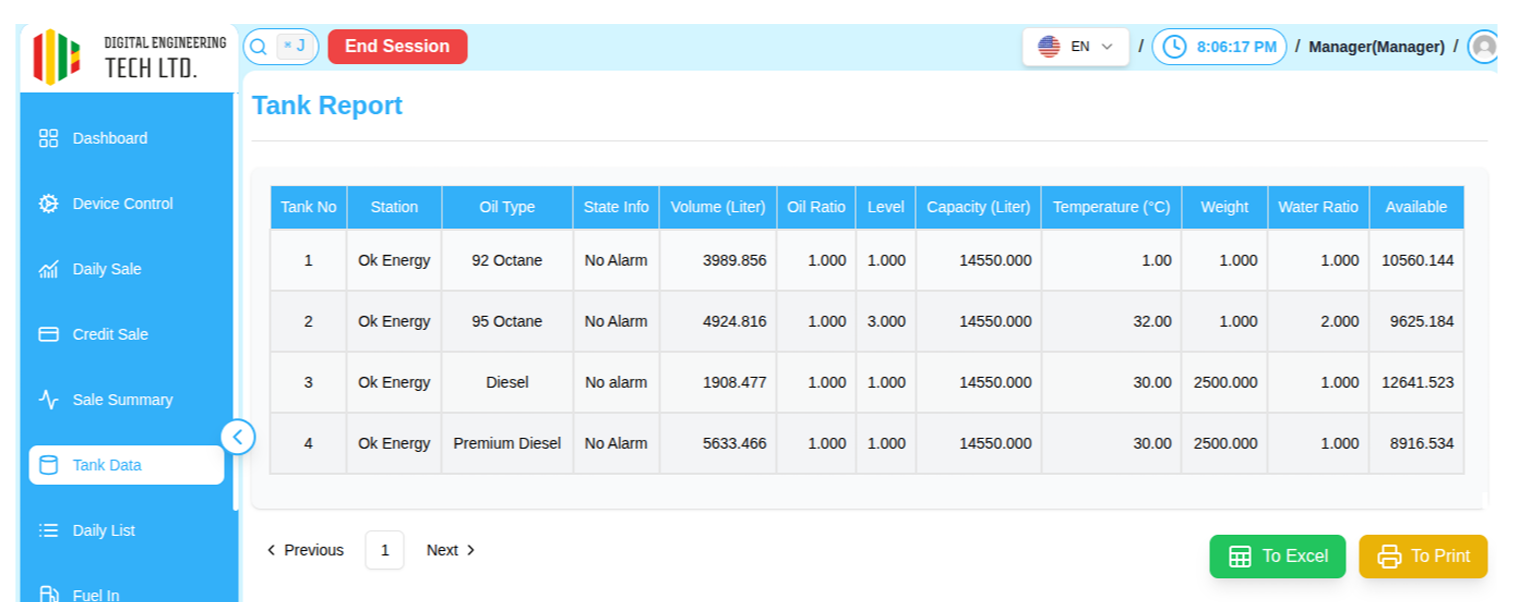 DIGITAL ENGINEERING
TECH LTD.
⌘ J End Session EN / 8:06:17 PM / Manager(Manager) /
Tank Report
Dashboard
Device Control
Daily Sale
Credit Sale
Sale Summary
Tank Data
Daily List
Fuel In
Tank No Station Oil Type State Info Volume (Liter) Oil Ratio Level Capacity (Liter) Temperature (°C) Weight Water Ratio Available
1 Ok Energy 92 Octane No Alarm 3989.856 1.000 1.000 14550.000 1.00 1.000 1.000 10560.144
2 Ok Energy 95 Octane No Alarm 4924.816 1.000 3.000 14550.000 32.00 1.000 2.000 9625.184
3 Ok Energy Diesel No alarm 1908.477 1.000 1.000 14550.000 30.00 2500.000 1.000 12641.523
4 Ok Energy Premium Diesel No Alarm 5633.466 1.000 1.000 14550.000 30.00 2500.000 1.000 8916.534
Previous 1 Next
To Excel To Print